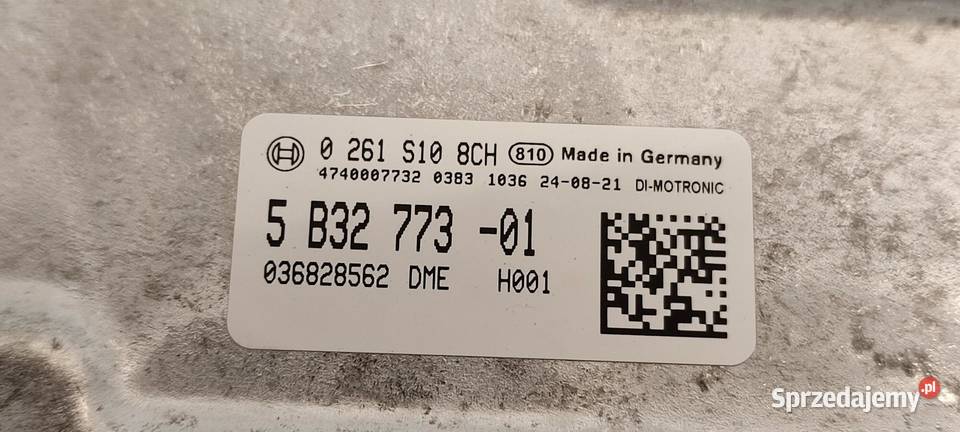 0 261 S10 8CH 810 Made in Germany
4740007732 0383 1036 24-08-21 DI-MOTRONIC
5 B32 773 -01
036828562 DME H001
Sprzedajemy.pl